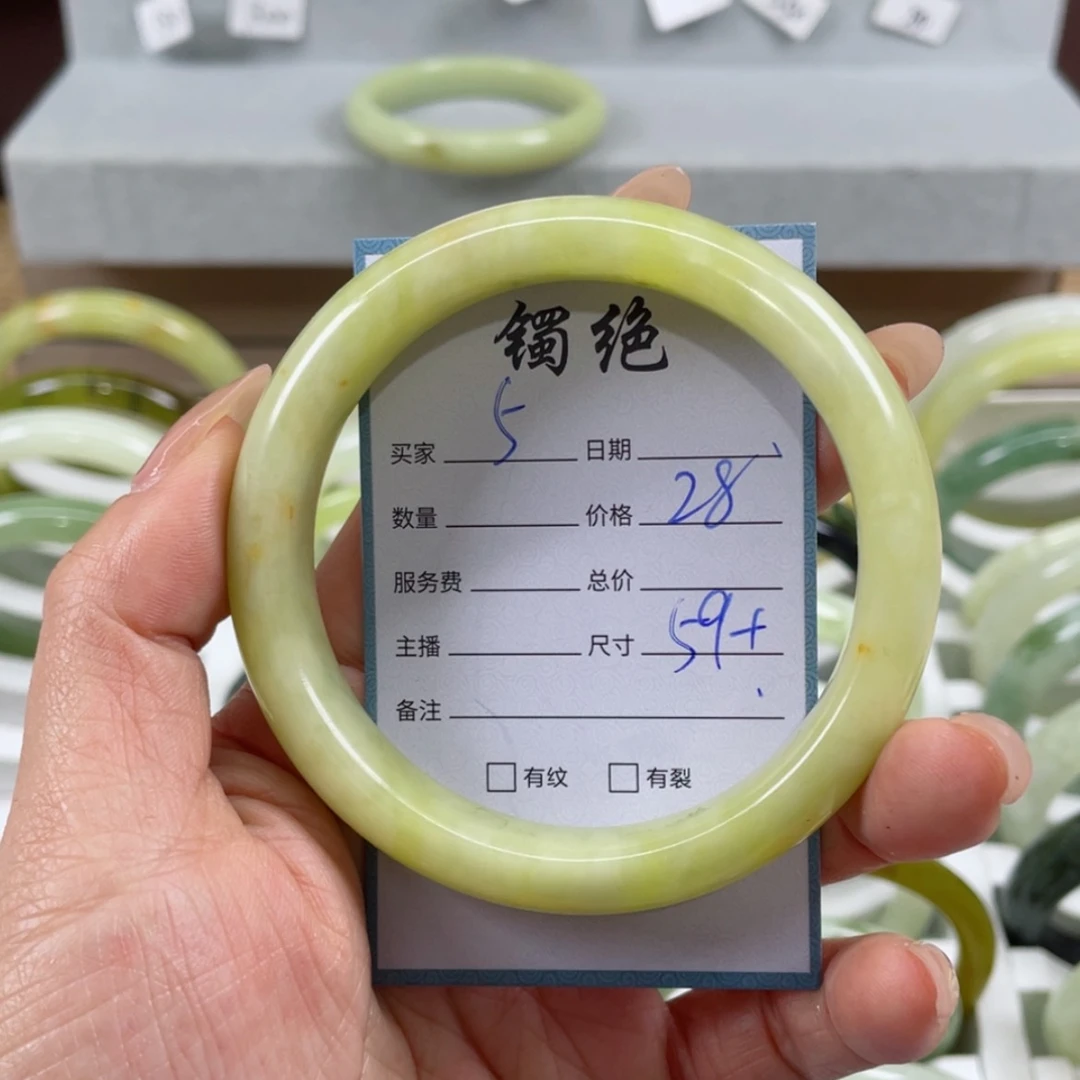 镯绝
买家 5 日期
数量 价格 28
服务费 总价
主播 尺寸 59+
备注
□有纹 □有裂